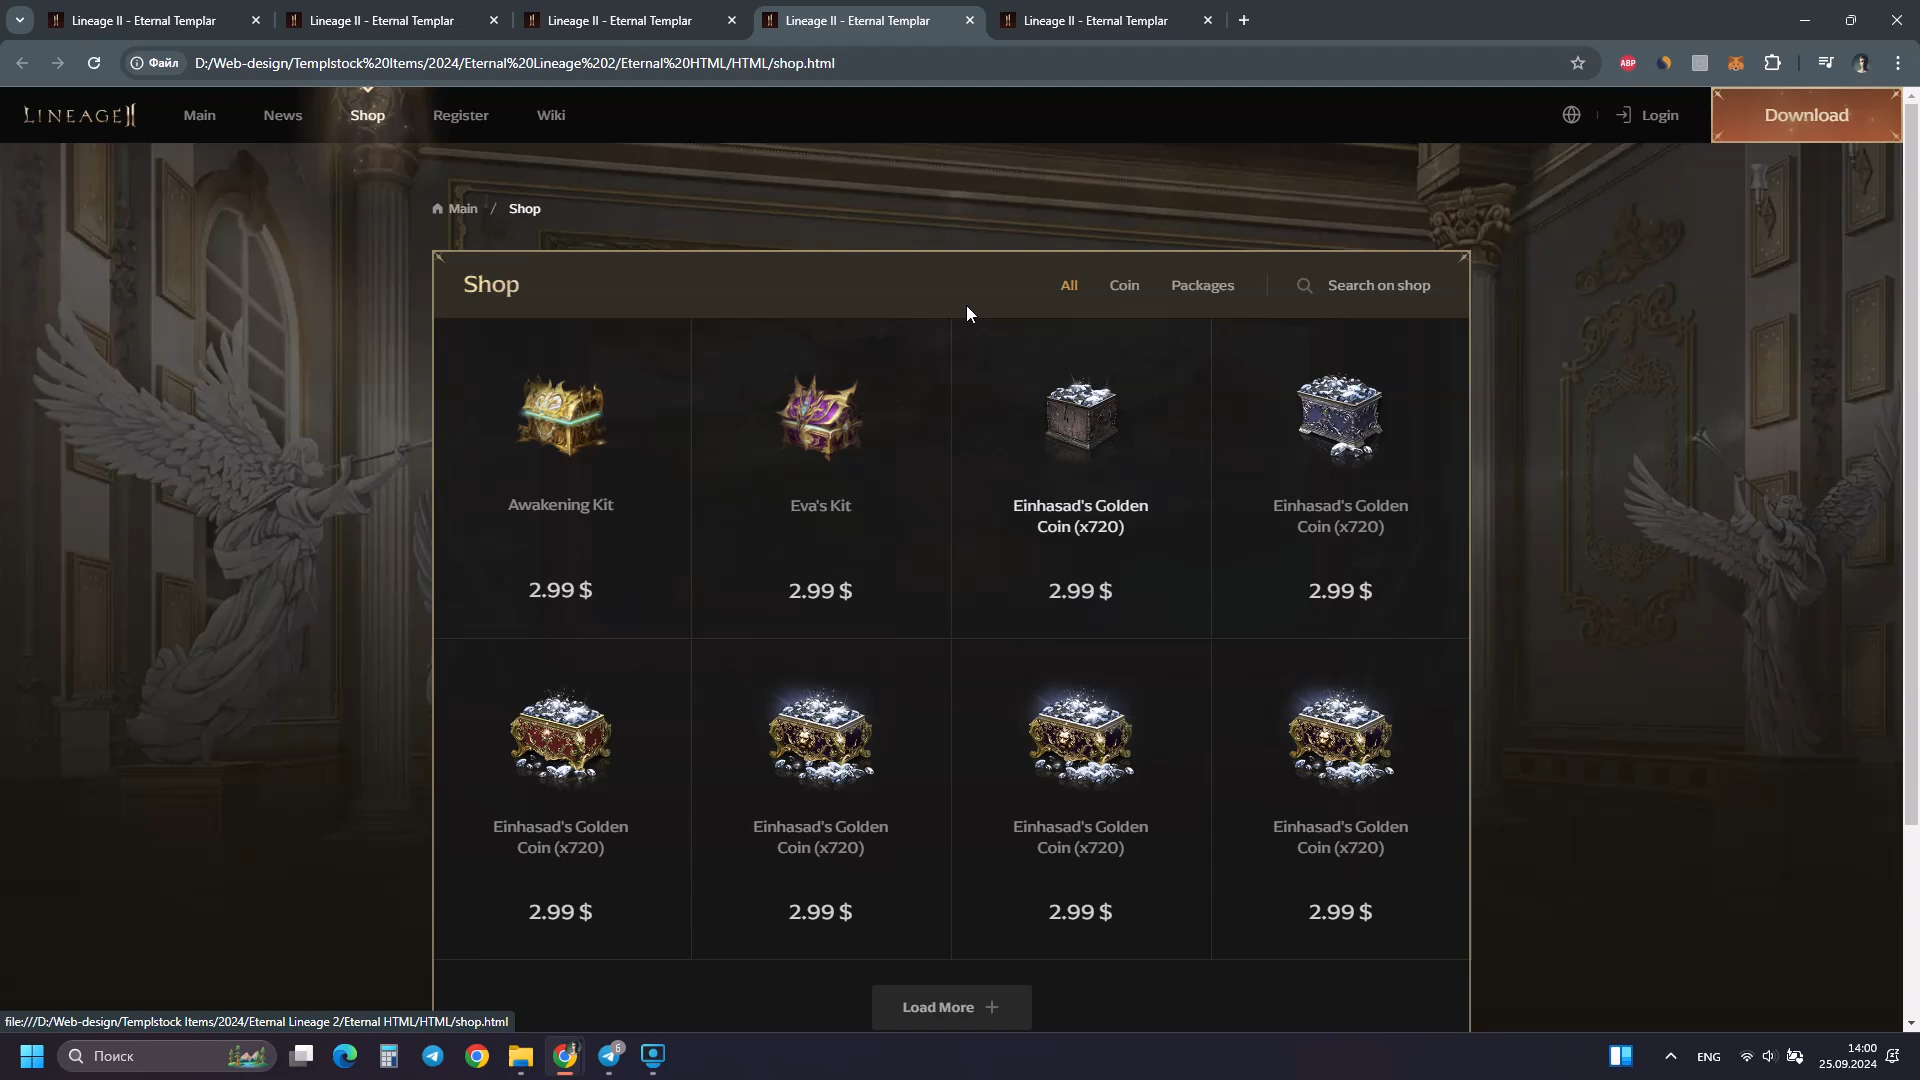 Lineage II - Eternal Templar
Lineage II - Eternal Templar
Lineage II - Eternal Templar
Lineage II - Eternal Templar
Lineage II - Eternal Templar
Файл
D:/Web-design/Templstock%20Items/2024/Eternal%20Lineage%202/Eternal%20HTML/HTML/shop.html
ABP
LINEAGE II
Main
News
Shop
Register
Wiki
Login
Download
Main / Shop
Shop
All
Coin
Packages
Search on shop
Awakening Kit
2.99 $
Eva's Kit
2.99 $
Einhasad's Golden
Coin (x720)
2.99 $
Einhasad's Golden
Coin (x720)
2.99 $
Einhasad's Golden
Coin (x720)
2.99 $
Einhasad's Golden
Coin (x720)
2.99 $
Einhasad's Golden
Coin (x720)
2.99 $
Einhasad's Golden
Coin (x720)
2.99 $
Load More +
file:///D:/Web-design/Templstock Items/2024/Eternal Lineage 2/Eternal HTML/HTML/shop.html
Поиск
6
ENG
14:00
25.09.2024